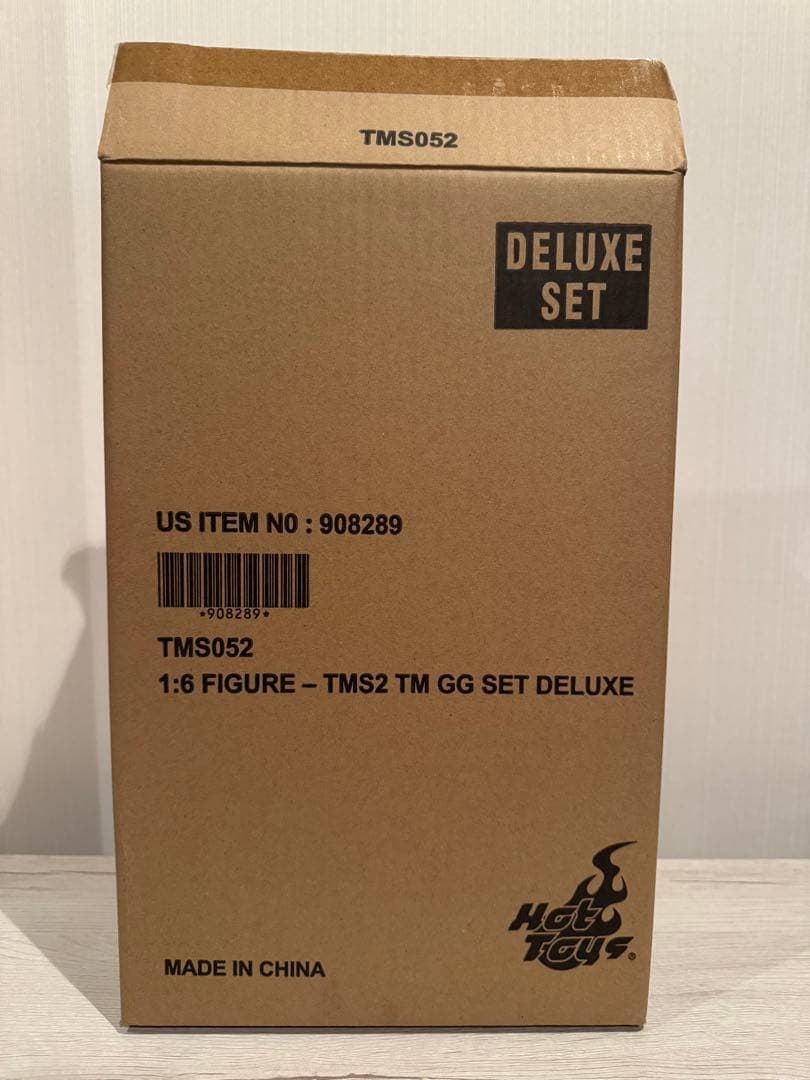 TMS052
DELUXE
SET
US ITEM N0 : 908289
*908289*
TMS052
1:6 FIGURE – TMS2 TM GG SET DELUXE
Hot
Toys®
MADE IN CHINA